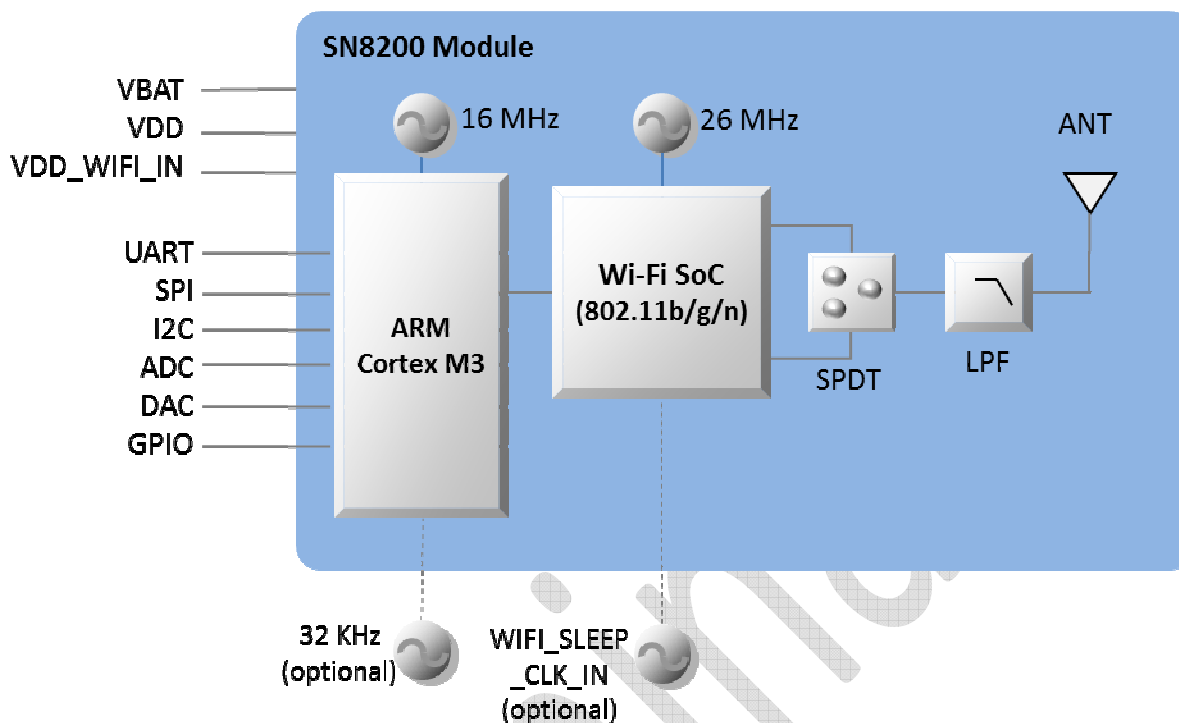 SN8200 Module
VBAT
VDD
VDD_WIFI_IN
16 MHz
26 MHz
ANT
UART
SPI
I2C
ADC
DAC
GPIO
ARM
Cortex M3
Wi-Fi SoC
(802.11b/g/n)
SPDT
LPF
32 KHz
(optional)
WIFI_SLEEP
_CLK_IN
(optional)